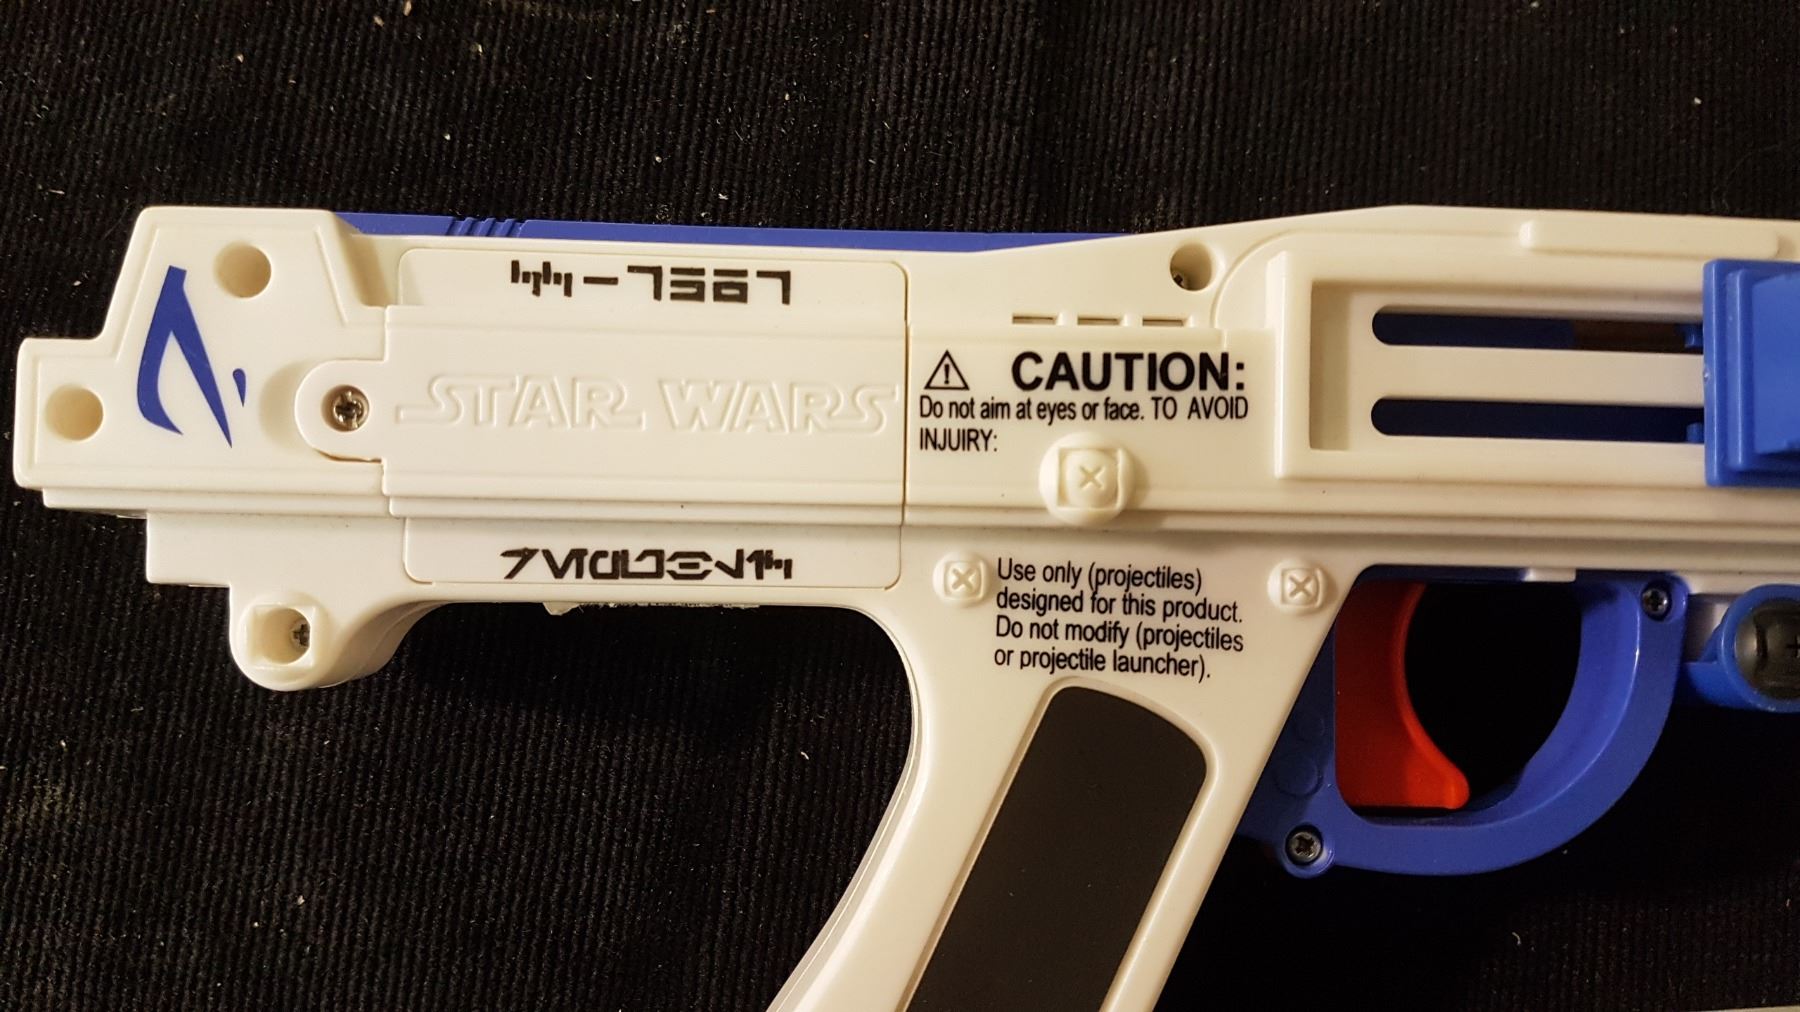 STAR WARS
CAUTION:
Do not aim at eyes or face. TO AVOID
INJUIRY:
Use only (projectiles)
designed for this product.
Do not modify (projectiles
or projectile launcher).